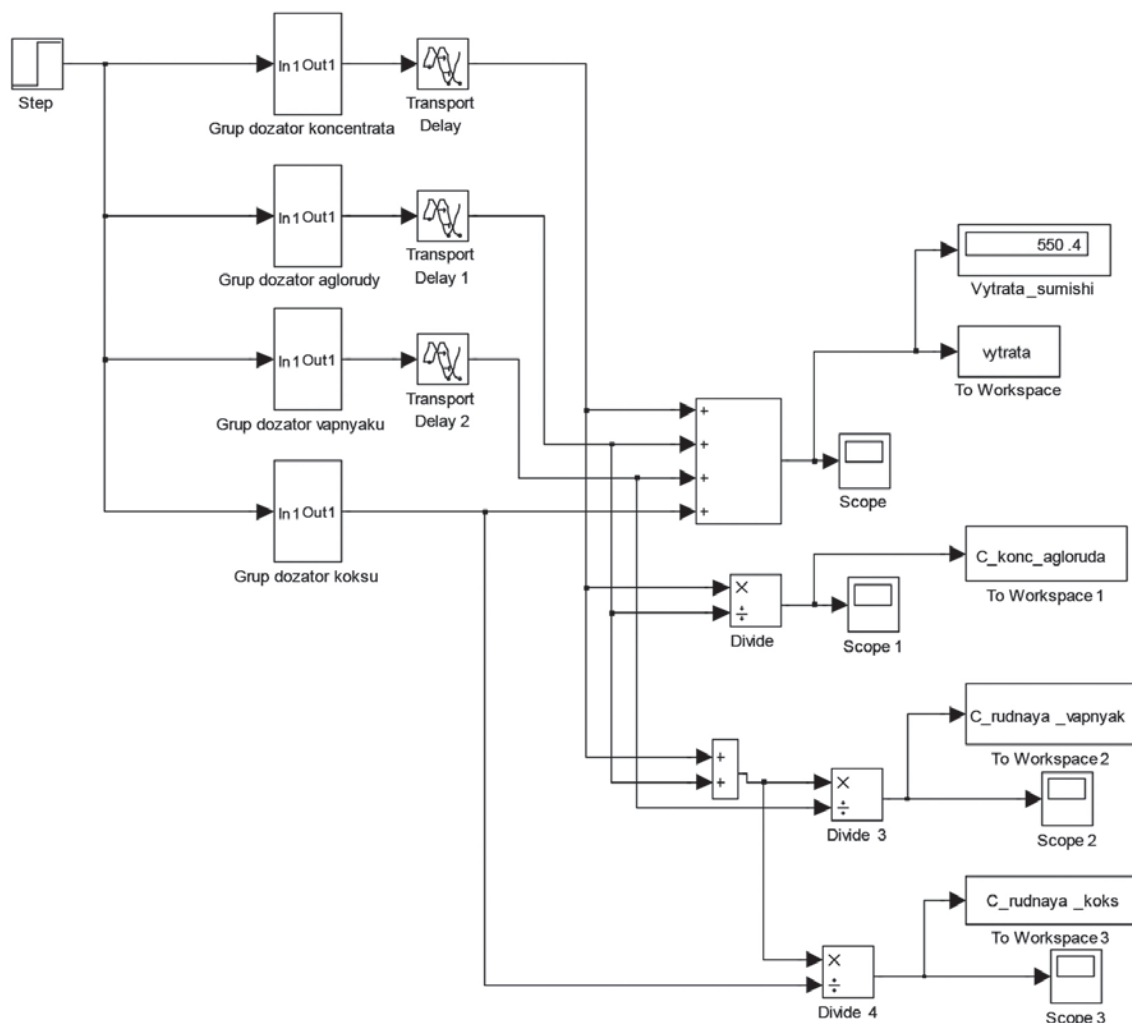 Step
In1 Out1
Grup dozator koncentrata
Transport
Delay
In1 Out1
Grup dozator aglorudy
Transport
Delay 1
In1 Out1
Grup dozator vapnyaku
Transport
Delay 2
In1 Out1
Grup dozator koksu
550 .4
Vytrata _sumishi
vytrata
To Workspace
+
+
+
+
Scope
C_konc_agloruda
To Workspace 1
×
÷
Divide
Scope 1
C_rudnaya _vapnyak
To Workspace 2
+
+
×
÷
Divide 3
Scope 2
C_rudnaya _koks
To Workspace 3
×
÷
Divide 4
Scope 3